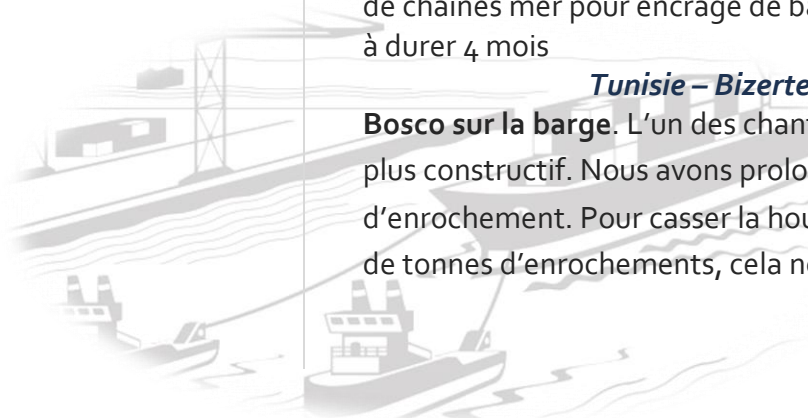 de chaînes mer pour encrage de
à durer 4 mois
Tunisie – Bizerte
Bosco sur la barge. L'un des
plus constructif. Nous avons
d'enrochement. Pour casser la
de tonnes d'enrochements, cela